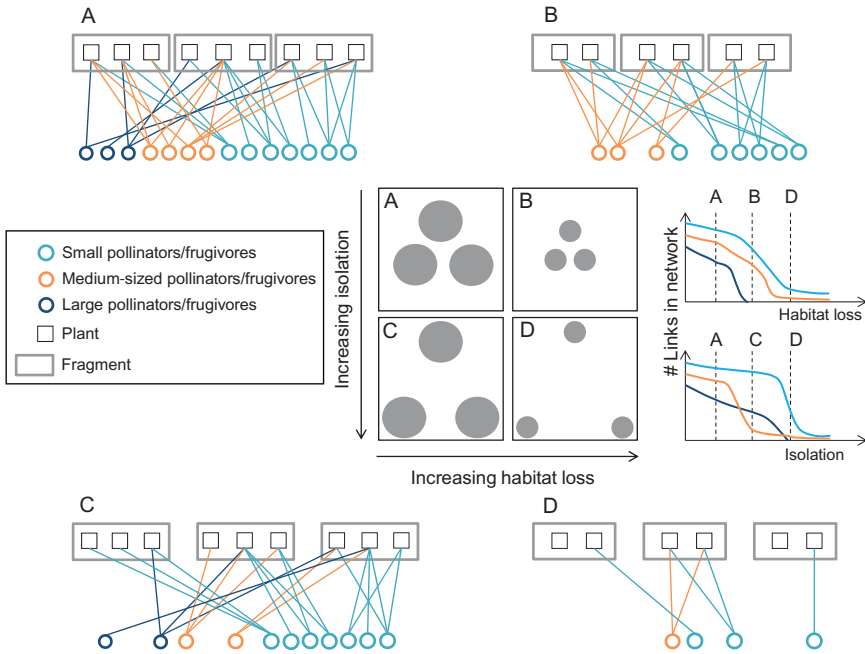 A
B
Small pollinators/frugivores
Medium-sized pollinators/frugivores
Large pollinators/frugivores
Plant
Fragment
Increasing isolation
A
B
C
D
Increasing habitat loss
# Links in network
A B D
Habitat loss
A C D
Isolation
C
D